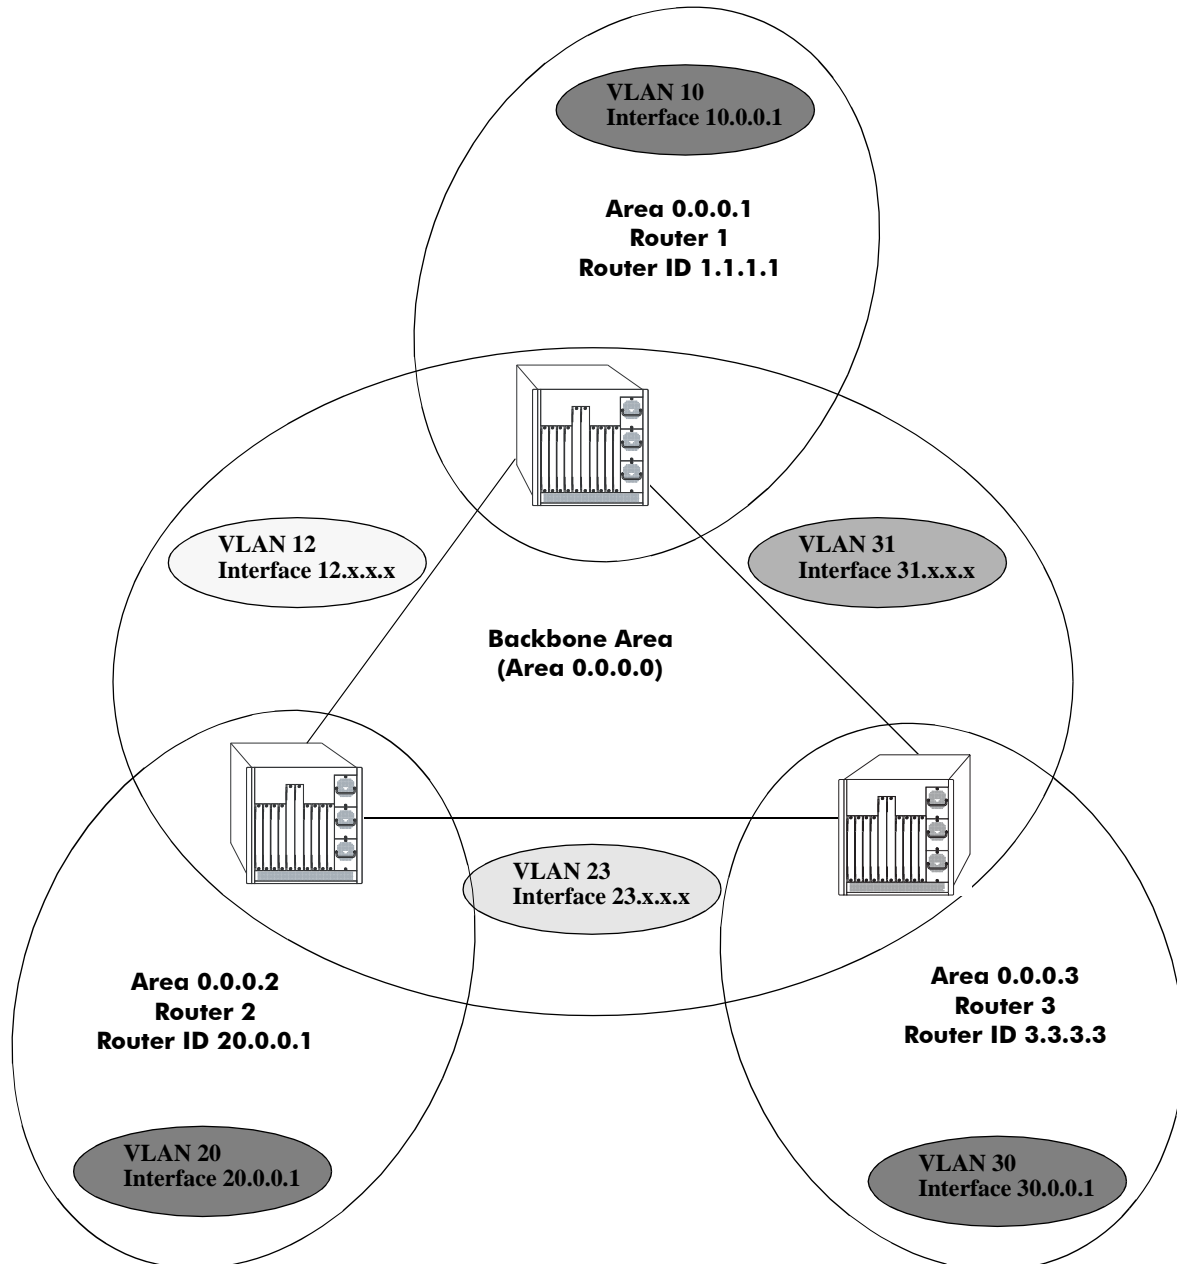 VLAN 10
Interface 10.0.0.1
Area 0.0.0.1
Router 1
Router ID 1.1.1.1
VLAN 12
Interface 12.x.x.x
VLAN 31
Interface 31.x.x.x
Backbone Area
(Area 0.0.0.0)
VLAN 23
Interface 23.x.x.x
Area 0.0.0.2
Router 2
Router ID 20.0.0.1
Area 0.0.0.3
Router 3
Router ID 3.3.3.3
VLAN 20
Interface 20.0.0.1
VLAN 30
Interface 30.0.0.1